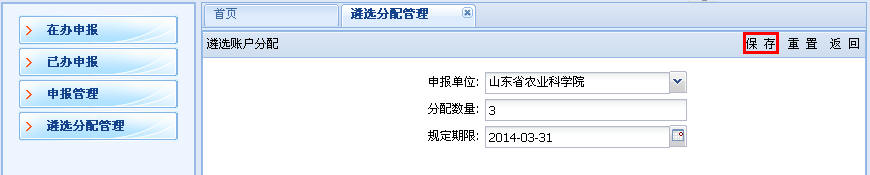 在办申报
已办申报
申报管理
遴选分配管理
首页 遴选分配管理
遴选账户分配 保存 重置 返回
申报单位: 山东省农业科学院
分配数量: 3
规定期限: 2014-03-31